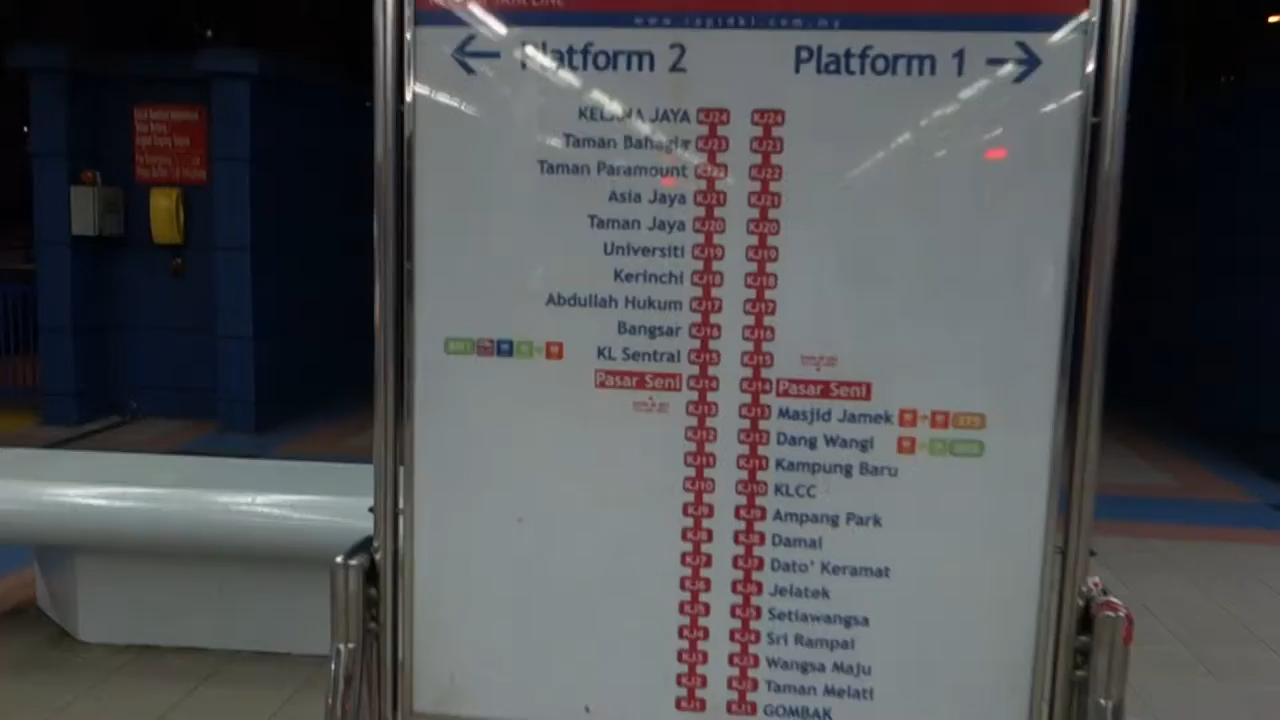 www.rapidkl.com.my
← Platform 2
Platform 1 →
KELANA JAYA KJ24 KJ24
Taman Bahagia KJ23 KJ23
Taman Paramount KJ22 KJ22
Asia Jaya KJ21 KJ21
Taman Jaya KJ20 KJ20
Universiti KJ19 KJ19
Kerinchi KJ18 KJ18
Abdullah Hukum KJ17 KJ17
Bangsar KJ16 KJ16
KL Sentral KJ15 KJ15
Pasar Seni KJ14 KJ14 Pasar Seni
KJ13 KJ13 Masjid Jamek
KJ12 KJ12 Dang Wangi
KJ11 KJ11 Kampung Baru
KJ10 KJ10 KLCC
KJ9 KJ9 Ampang Park
KJ8 KJ8 Damai
KJ7 KJ7 Dato' Keramat
KJ6 KJ6 Jelatek
KJ5 KJ5 Setiawangsa
KJ4 KJ4 Sri Rampai
KJ3 KJ3 Wangsa Maju
KJ2 KJ2 Taman Melati
KJ1 KJ1 GOMBAK